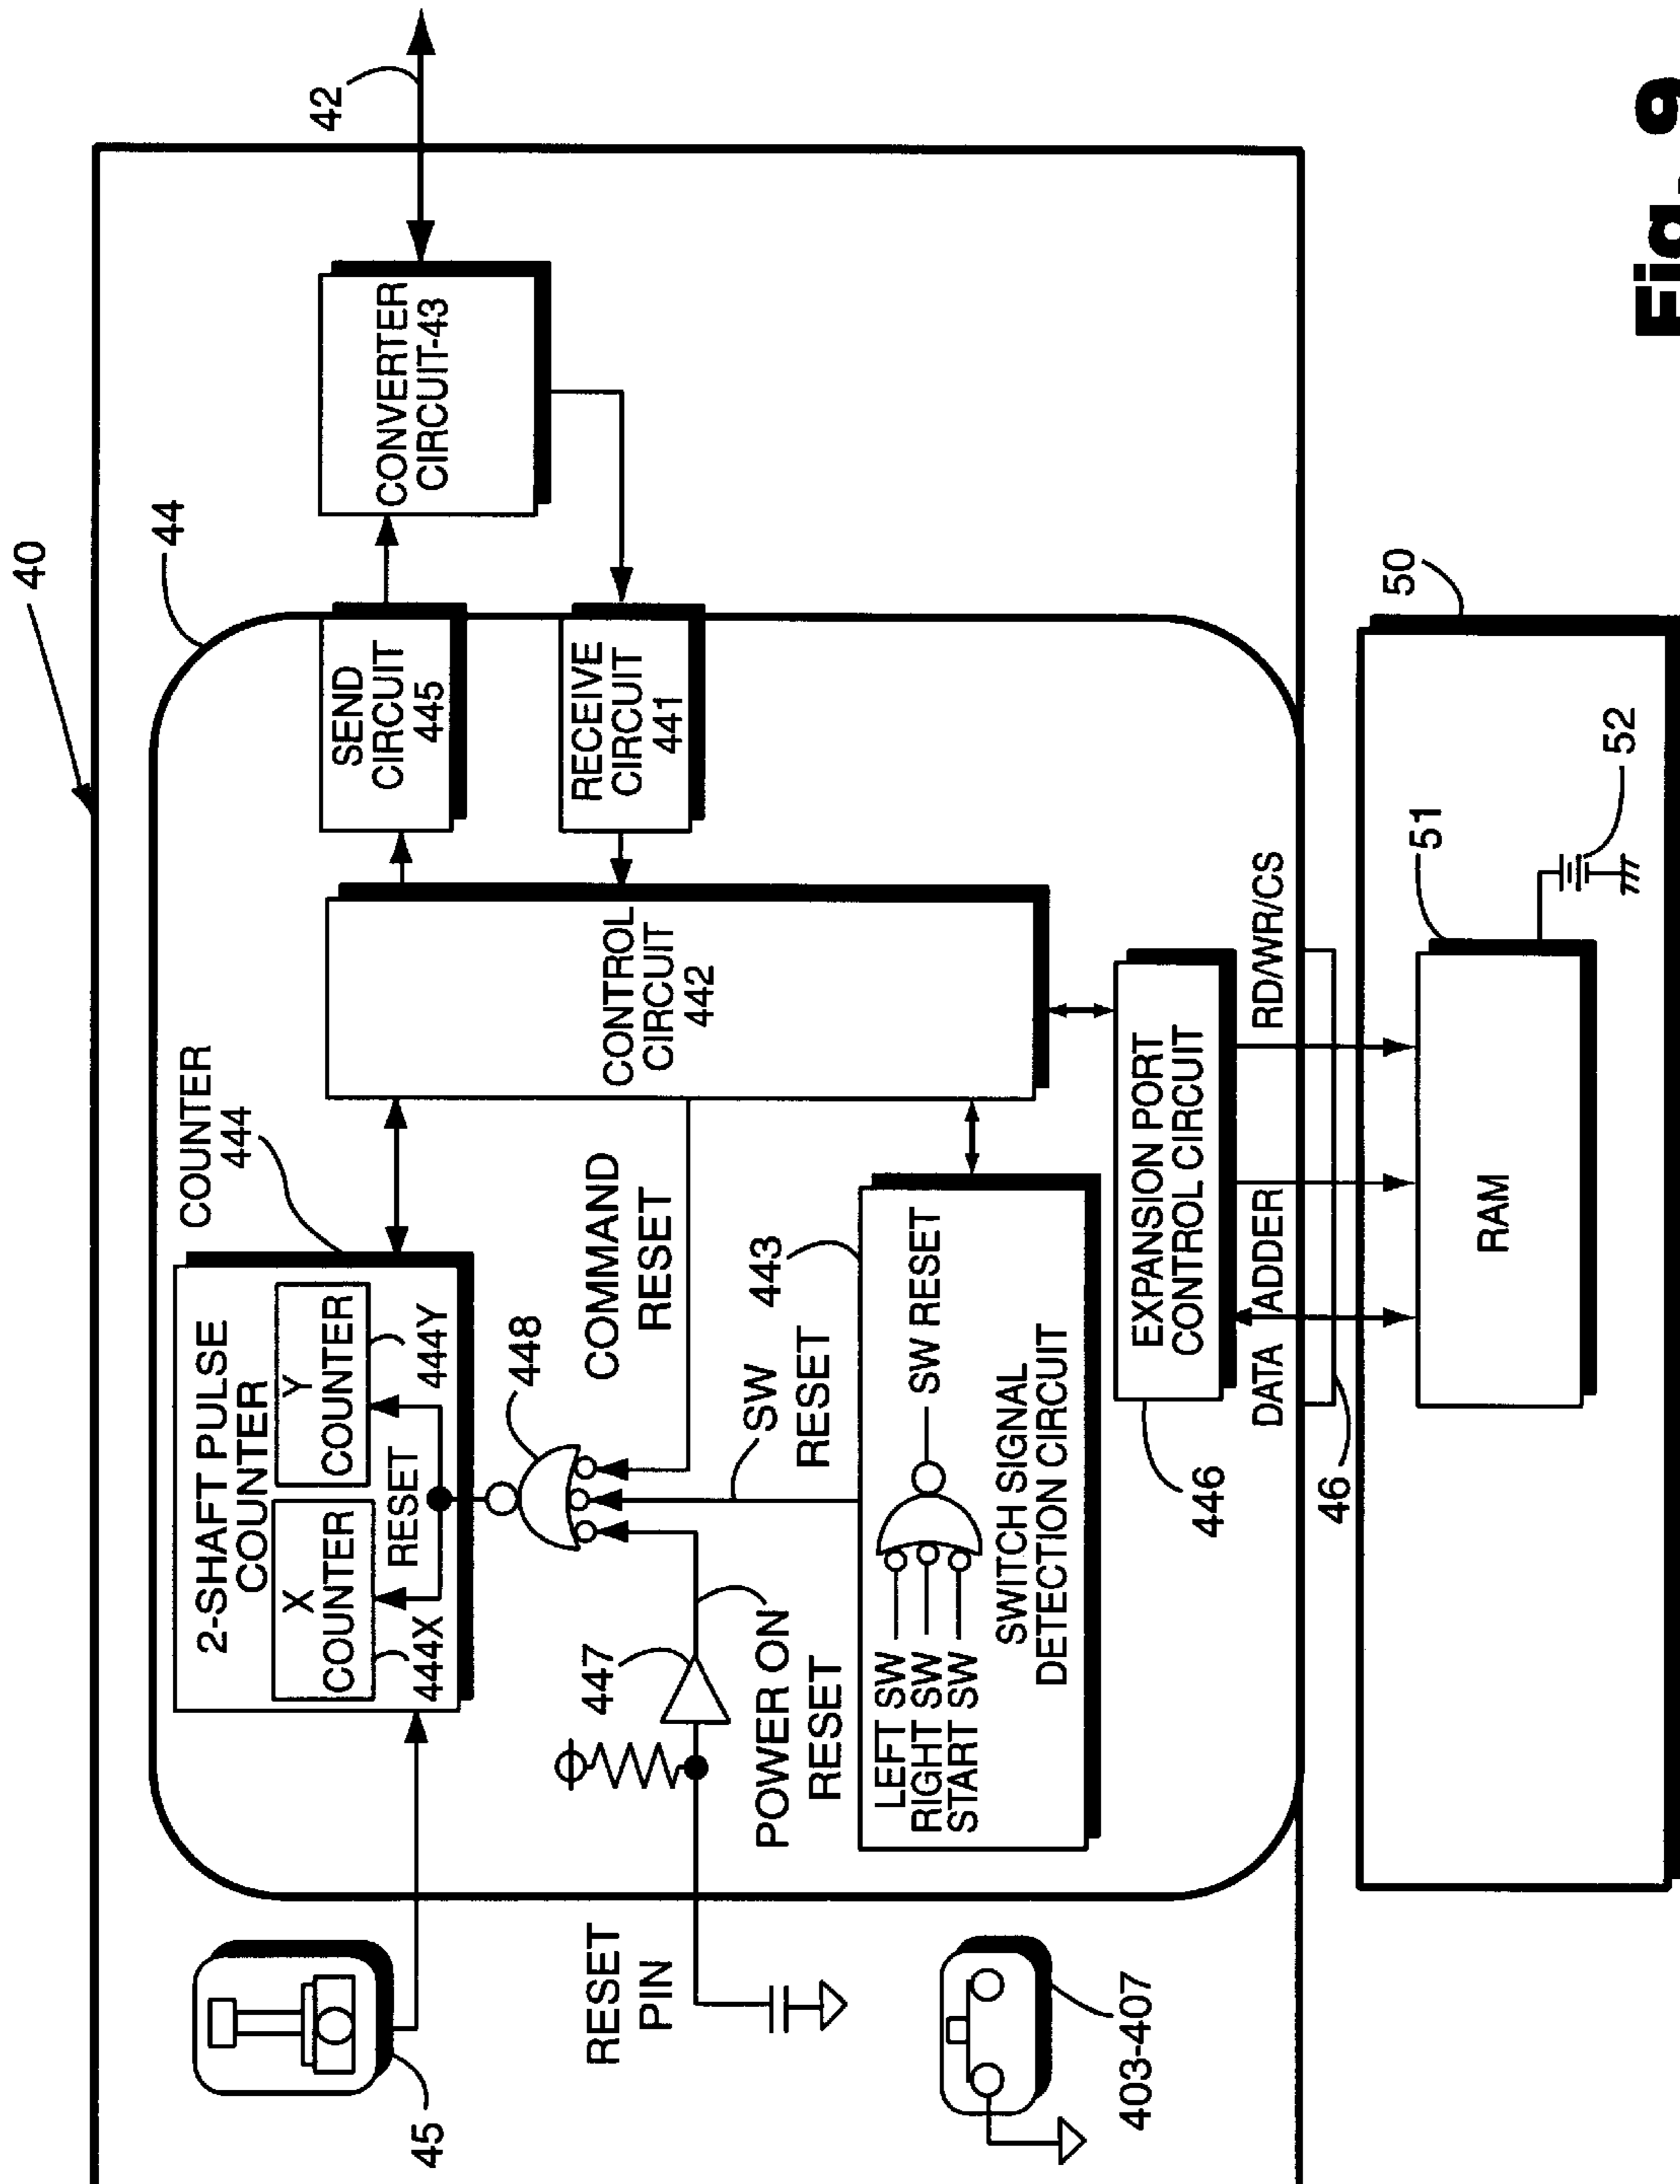 40
42
44
45
COUNTER
444
2-SHAFT PULSE
COUNTER
X
COUNTER
Y
COUNTER
RESET
444X
444Y
448
447
RESET
PIN
POWER ON
RESET
SW
RESET
COMMAND
RESET
CONTROL
CIRCUIT
442
SEND
CIRCUIT
445
RECEIVE
CIRCUIT
441
CONVERTER
CIRCUIT-43
443
LEFT SW
RIGHT SW
START SW
SW RESET
SWITCH SIGNAL
DETECTION CIRCUIT
403-407
EXPANSION PORT
CONTROL CIRCUIT
446
DATA
ADDER
RD/WR/CS
46
50
51
52
RAM
Fig. 9